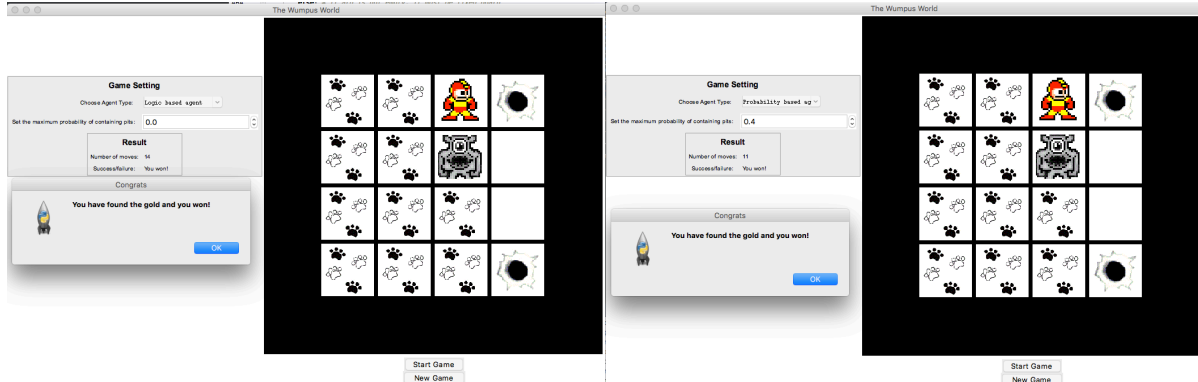 The Wumpus World
Game Setting
Choose Agent Type: Logic based agent
Set the maximum probability of containing pits: 0.0
Result
Number of moves: 14
Success/failure: You won!
Congrats
You have found the gold and you won!
OK
Start Game
New Game
The Wumpus World
Game Setting
Choose Agent Type: Probability based ag
Set the maximum probability of containing pits: 0.4
Result
Number of moves: 11
Success/failure: You won!
Congrats
You have found the gold and you won!
OK
Start Game
New Game